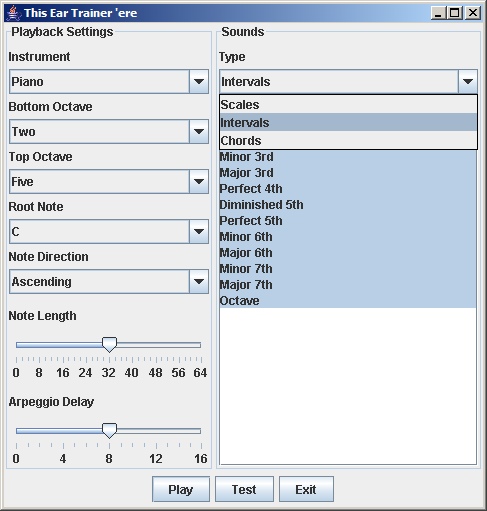 This Ear Trainer 'ere
Playback Settings
Instrument
Piano
Bottom Octave
Two
Top Octave
Five
Root Note
C
Note Direction
Ascending
Note Length
0 8 16 24 32 40 48 56 64
Arpeggio Delay
0 4 8 12 16
Sounds
Type
Intervals
Scales
Intervals
Chords
Minor 3rd
Major 3rd
Perfect 4th
Diminished 5th
Perfect 5th
Minor 6th
Major 6th
Minor 7th
Major 7th
Octave
Play Test Exit